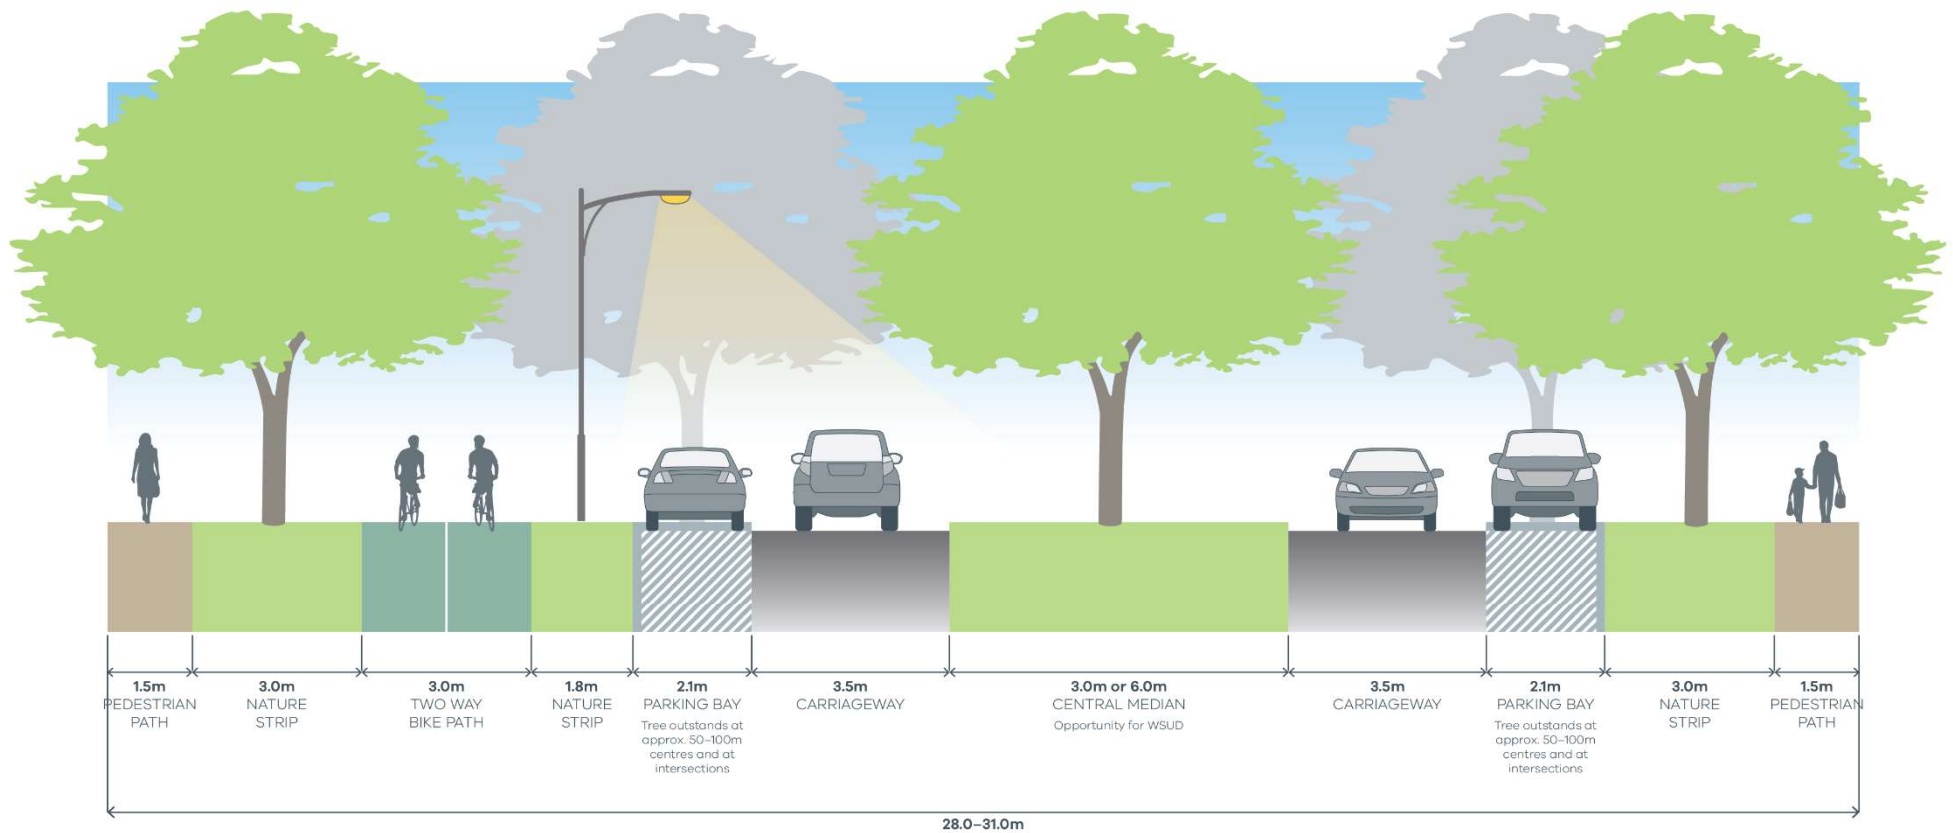 1.5m
PEDESTRIAN
PATH
3.0m
NATURE
STRIP
3.0m
TWO WAY
BIKE PATH
1.8m
NATURE
STRIP
2.1m
PARKING BAY
Tree outstands at
approx. 50–100m
centres and at
intersections
3.5m
CARRIAGEWAY
3.0m or 6.0m
CENTRAL MEDIAN
Opportunity for WSUD
3.5m
CARRIAGEWAY
2.1m
PARKING BAY
Tree outstands at
approx. 50–100m
centres and at
intersections
3.0m
NATURE
STRIP
1.5m
PEDESTRIAN
PATH
28.0–31.0m